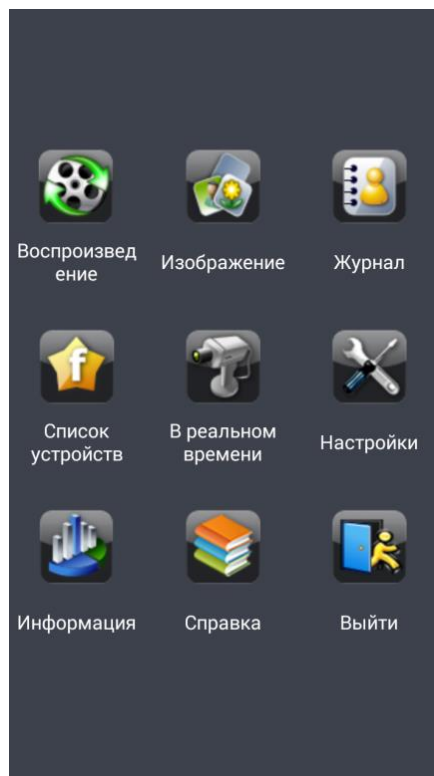 Воспроизвед
ение
Изображение
Журнал
Список
устройств
В реальном
времени
Настройки
Информация
Справка
Выйти